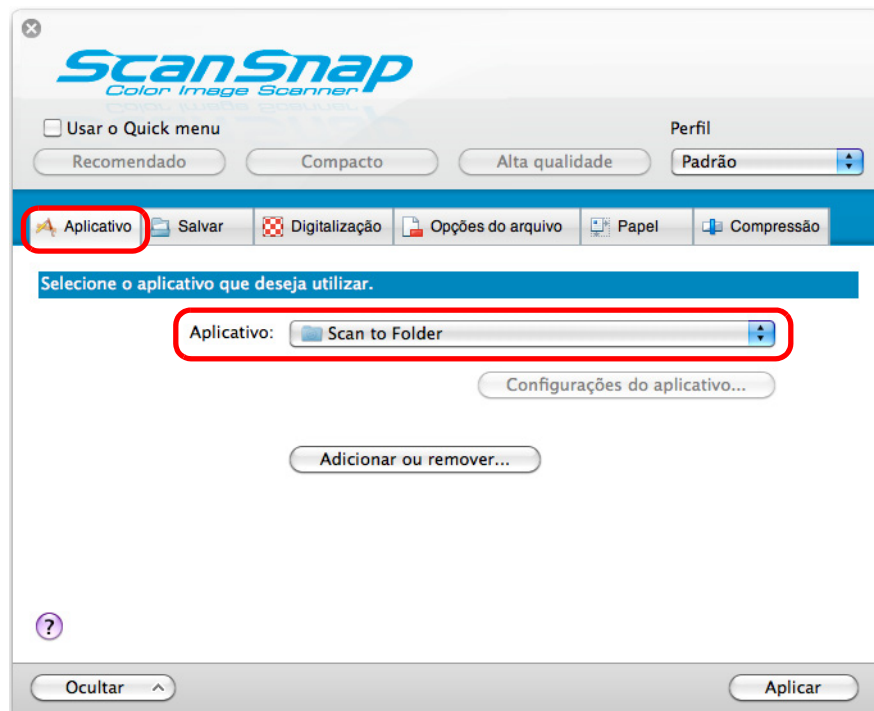 ScanSnap
Color Image Scanner
Usar o Quick menu
Perfil
Recomendado Compacto Alta qualidade Padrão
Aplicativo Salvar Digitalização Opções do arquivo Papel Compressão
Selecione o aplicativo que deseja utilizar.
Aplicativo: Scan to Folder
Configurações do aplicativo...
Adicionar ou remover...
?
Ocultar Aplicar